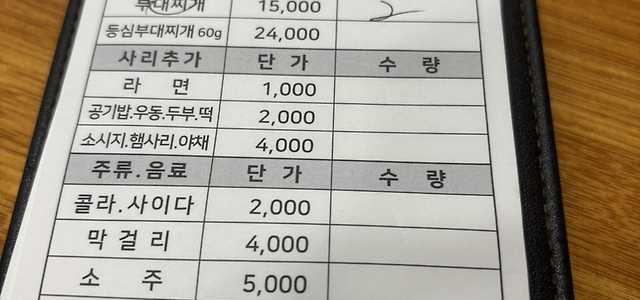 부대찌개 15,000 2
등심부대찌개 60g 24,000
사리추가 단 가 수 량
라 면 1,000
공기밥.우동.두부.떡 2,000
소시지.햄사리.야채 4,000
주류.음료 단 가 수 량
콜라.사이다 2,000
막걸리 4,000
소 주 5,000